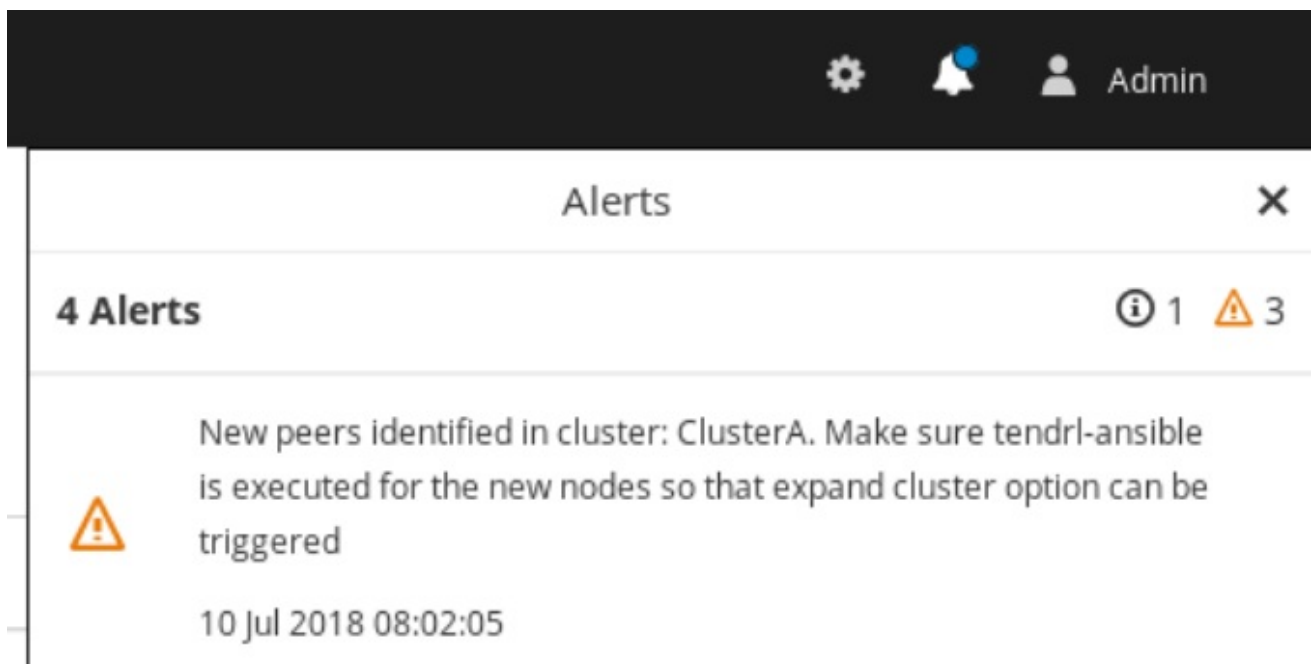 Admin
Alerts
4 Alerts
1
3
New peers identified in cluster: ClusterA. Make sure tendrl-ansible
is executed for the new nodes so that expand cluster option can be
triggered
10 Jul 2018 08:02:05